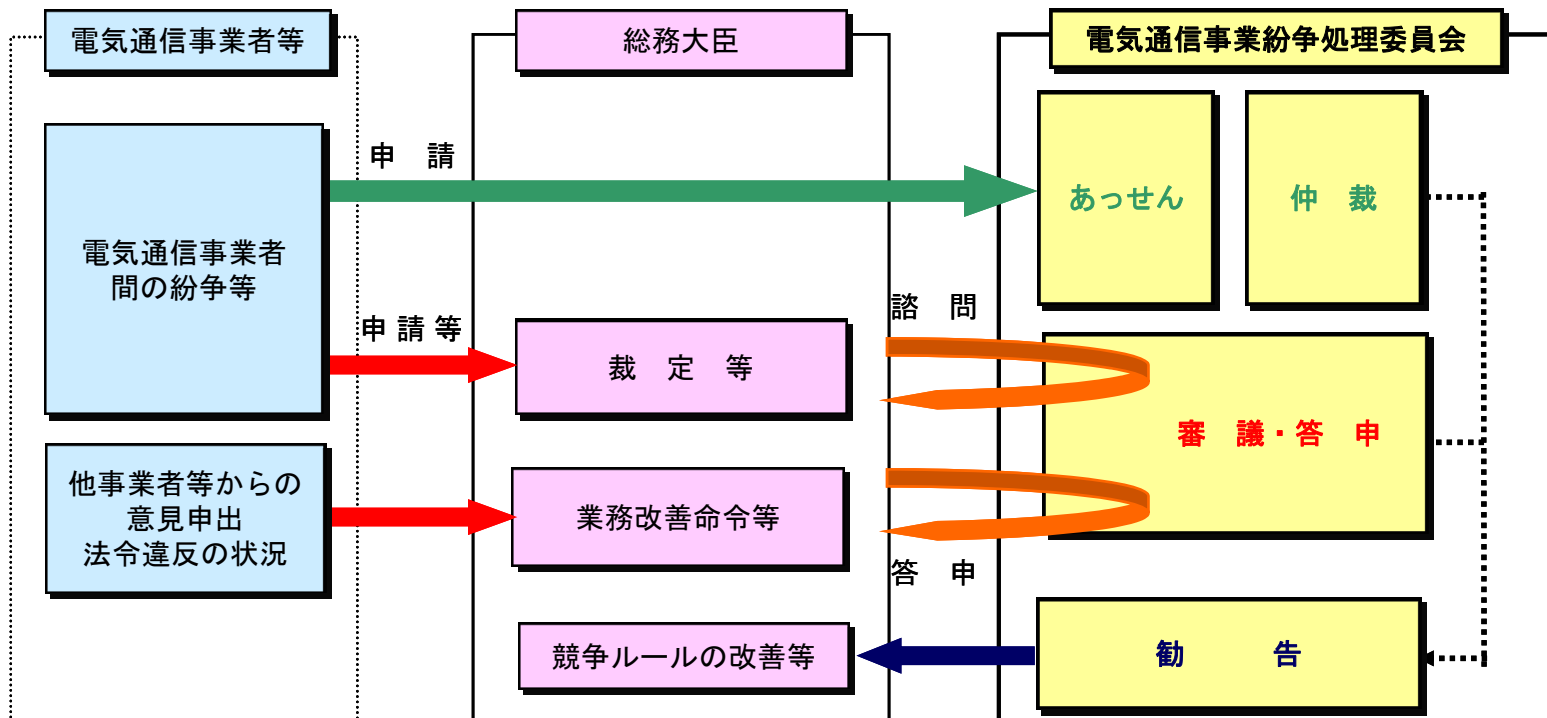 電気通信事業者等
総務大臣
電気通信事業紛争処理委員会
申 請
あっせん
仲 裁
電気通信事業者
間の紛争等
申 請 等
裁 定 等
諮 問
審 議・答 申
他事業者等からの
意見申出
法令違反の状況
業務改善命令等
答 申
競争ルールの改善等
勧 告